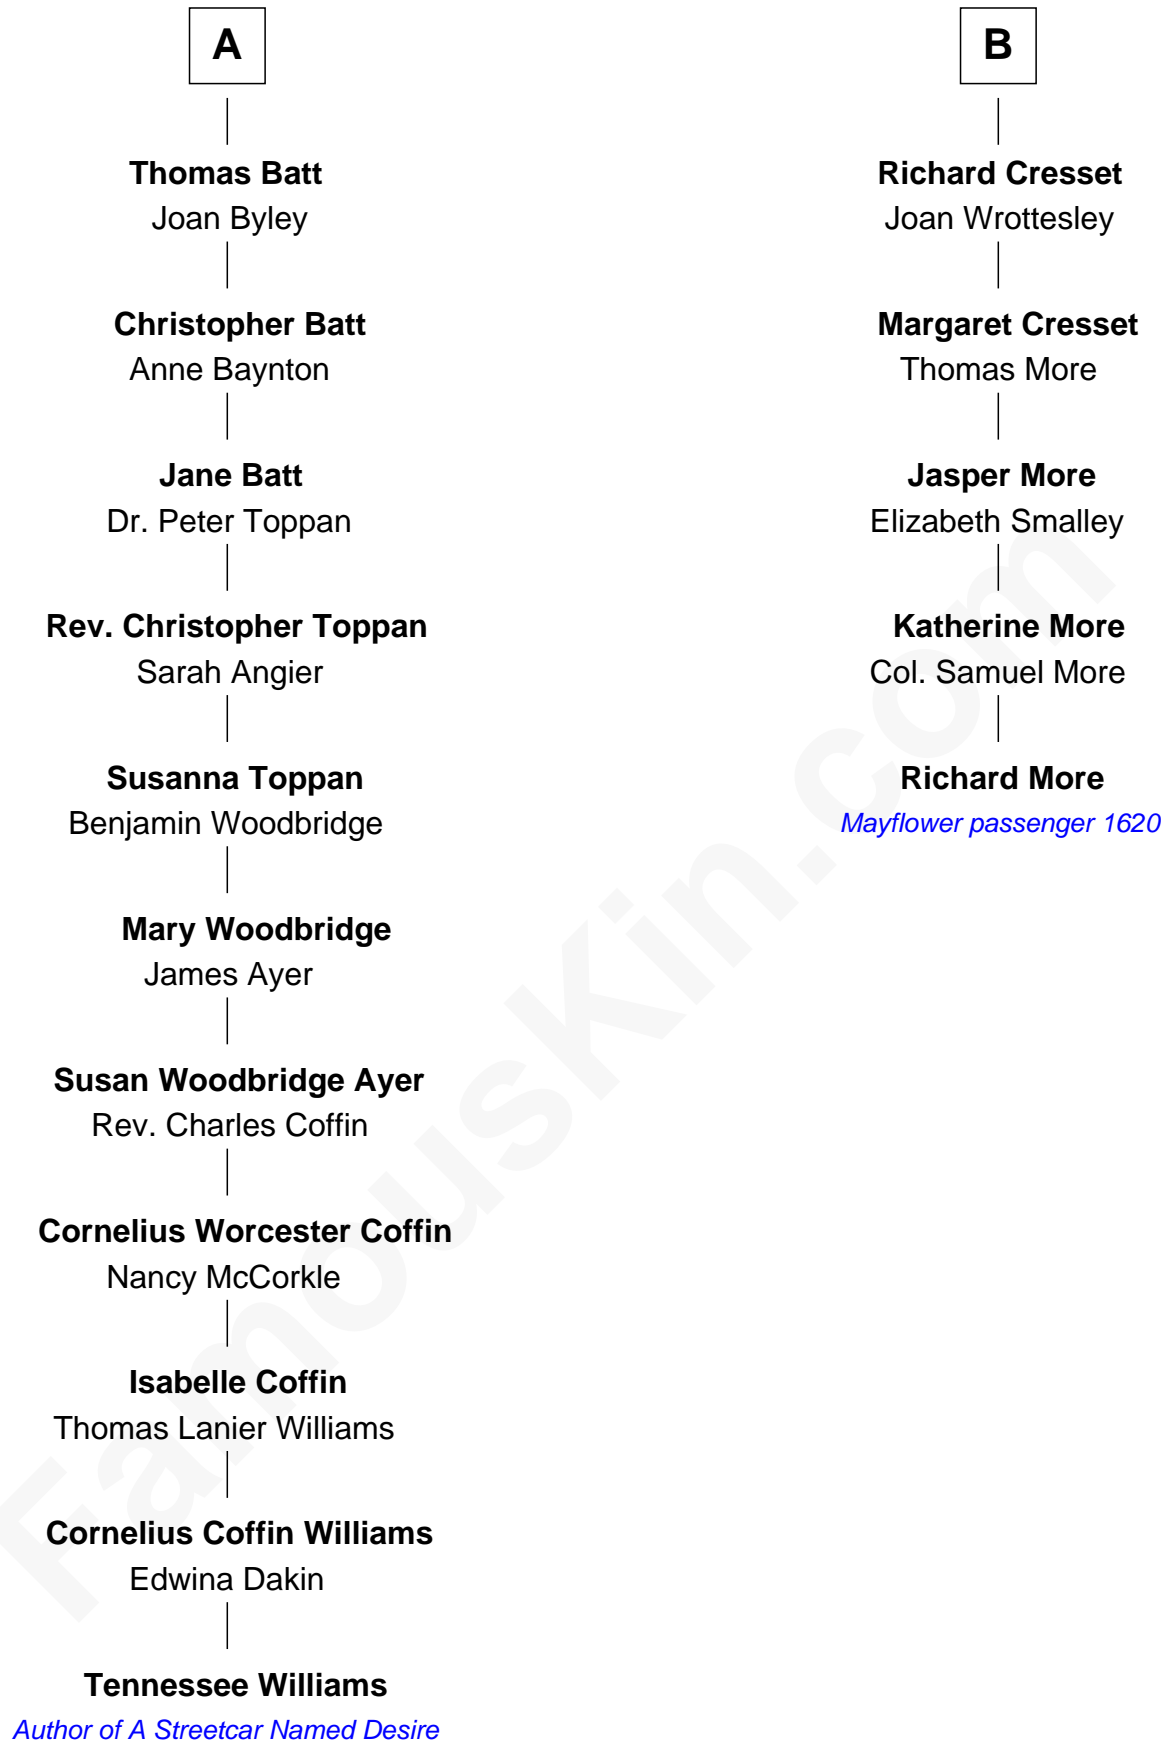 A
Thomas Batt
Joan Byley
Christopher Batt
Anne Baynton
Jane Batt
Dr. Peter Toppan
Rev. Christopher Toppan
Sarah Angier
Susanna Toppan
Benjamin Woodbridge
Mary Woodbridge
James Ayer
Susan Woodbridge Ayer
Rev. Charles Coffin
Cornelius Worcester Coffin
Nancy McCorkle
Isabelle Coffin
Thomas Lanier Williams
Cornelius Coffin Williams
Edwina Dakin
Tennessee Williams
Author of A Streetcar Named Desire
B
Richard Cresset
Joan Wrottesley
Margaret Cresset
Thomas More
Jasper More
Elizabeth Smalley
Katherine More
Col. Samuel More
Richard More
Mayflower passenger 1620
FamousKin.com